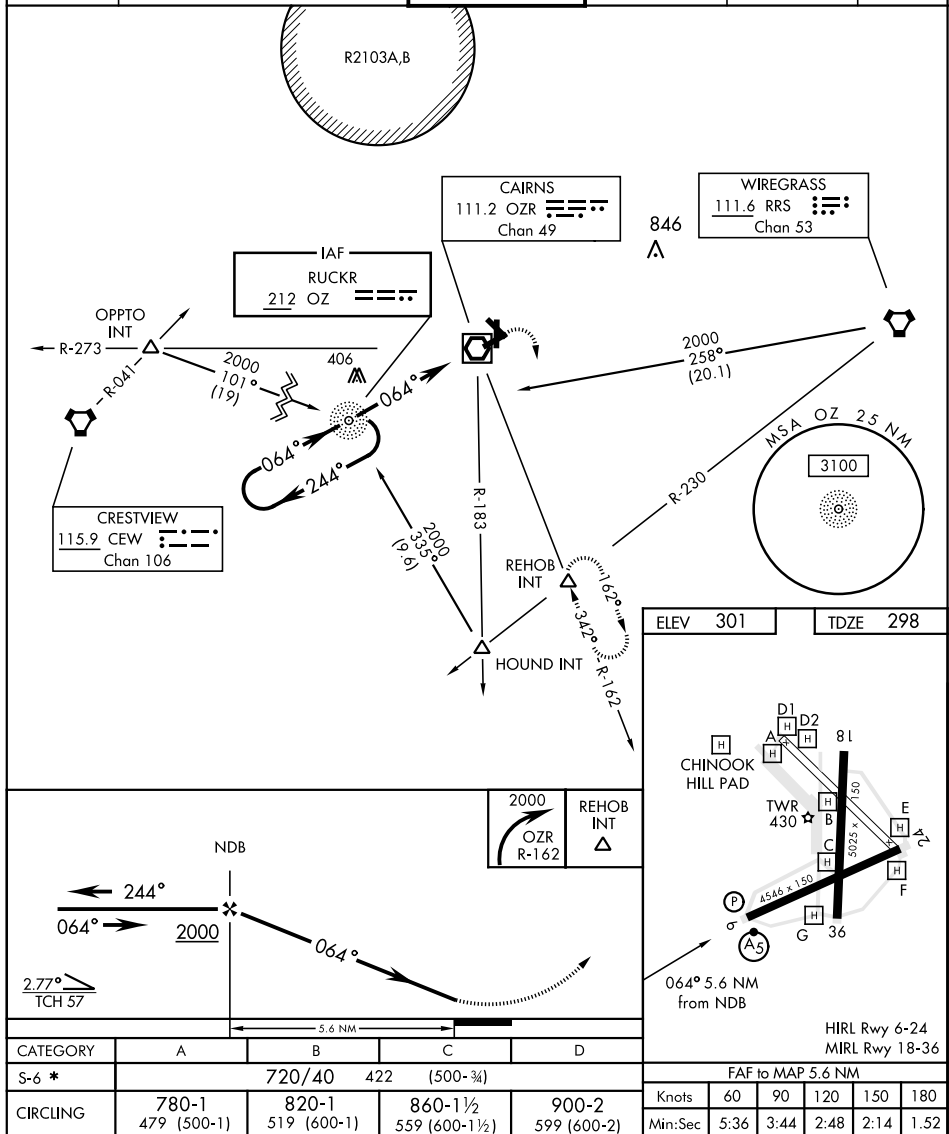 R2103A,B
CAIRNS
111.2 OZR
Chan 49
WIREGRASS
111.6 RRS
Chan 53
846
IAF
RUCKR
212 OZ
OPPTO
INT
R-273
R-041
2000
101°
(19)
406
064°
2000
258°
(20.1)
064°
244°
MSA OZ 25 NM
3100
CRESTVIEW
115.9 CEW
Chan 106
2000
335°
(9.6)
R-183
R-230
REHOB
INT
162°
342°
R-162
HOUND INT
ELEV 301
TDZE 298
D1
D2
H
H
A
H
H
18
CHINOOK
HILL PAD
5025 x 150
TWR
430
H
B
E
H
24
C
H
H
F
4546 x 150
P
6
A5
G
H
36
064° 5.6 NM
from NDB
HIRL Rwy 6-24
MIRL Rwy 18-36
2000
OZR
R-162
REHOB
INT
NDB
244°
064°
2000
064°
2.77°
TCH 57
5.6 NM
CATEGORY A B C D
S-6 * 720/40 422 (500-¾)
CIRCLING 780-1 479 (500-1) 820-1 519 (600-1) 860-1½ 559 (600-1½) 900-2 599 (600-2)
FAF to MAP 5.6 NM
Knots 60 90 120 150 180
Min:Sec 5:36 3:44 2:48 2:14 1.52